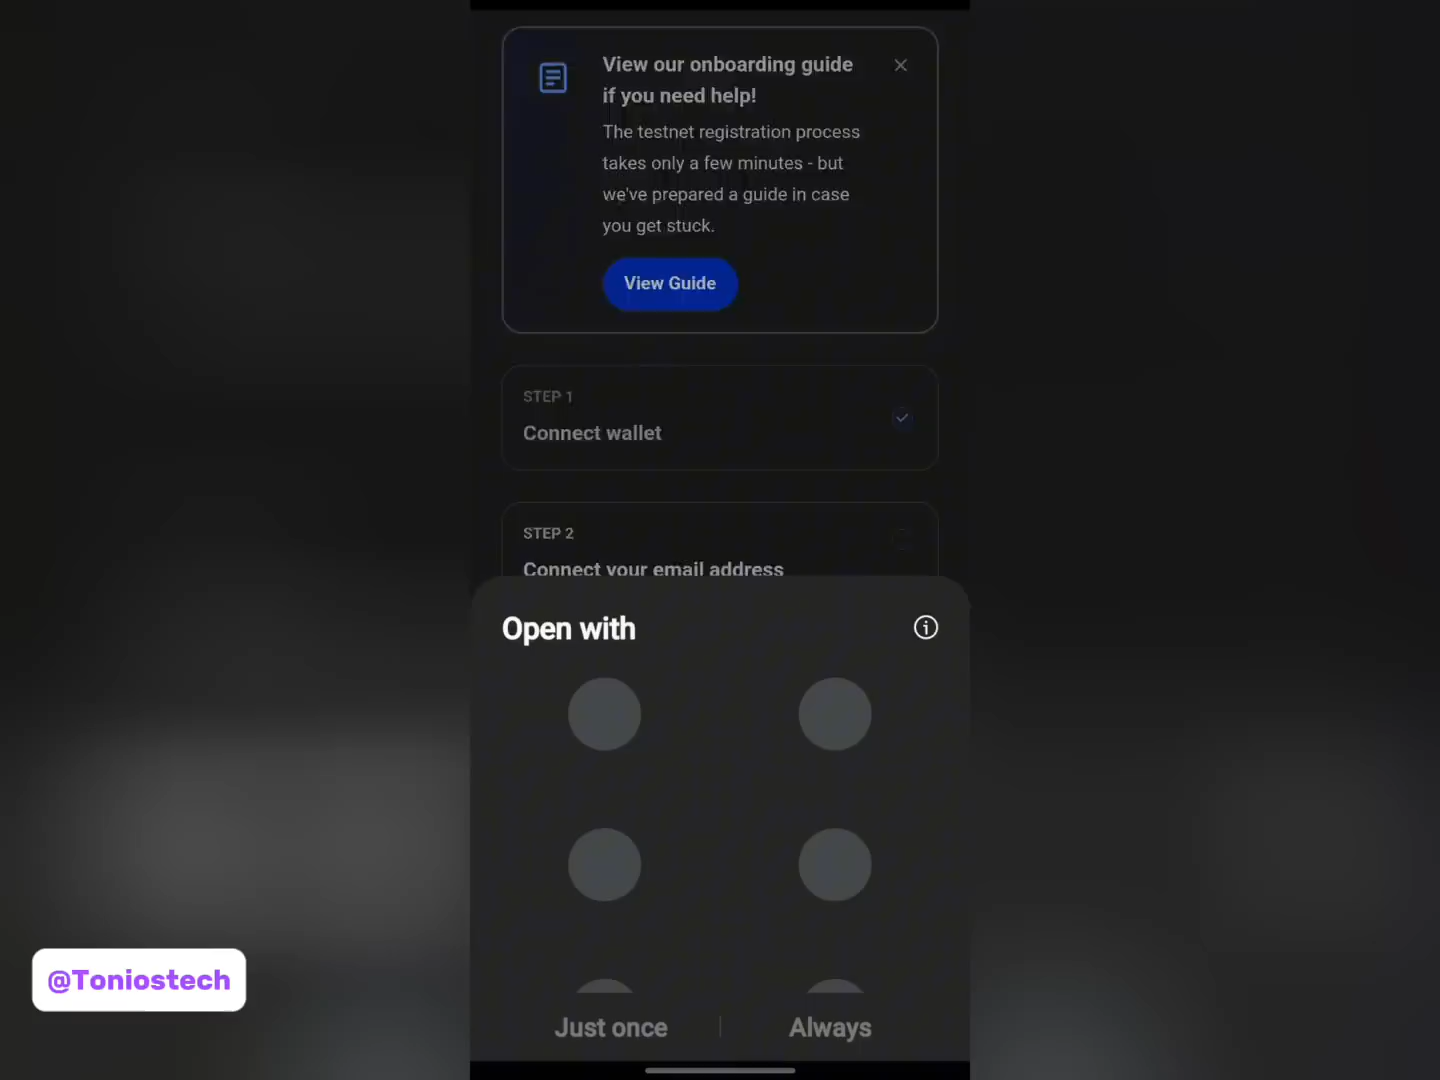 View our onboarding guide
if you need help!
The testnet registration process
takes only a few minutes - but
we've prepared a guide in case
you get stuck.
View Guide
STEP 1
Connect wallet
STEP 2
Connect your email address
Open with
Just once
Always
@Toniostech